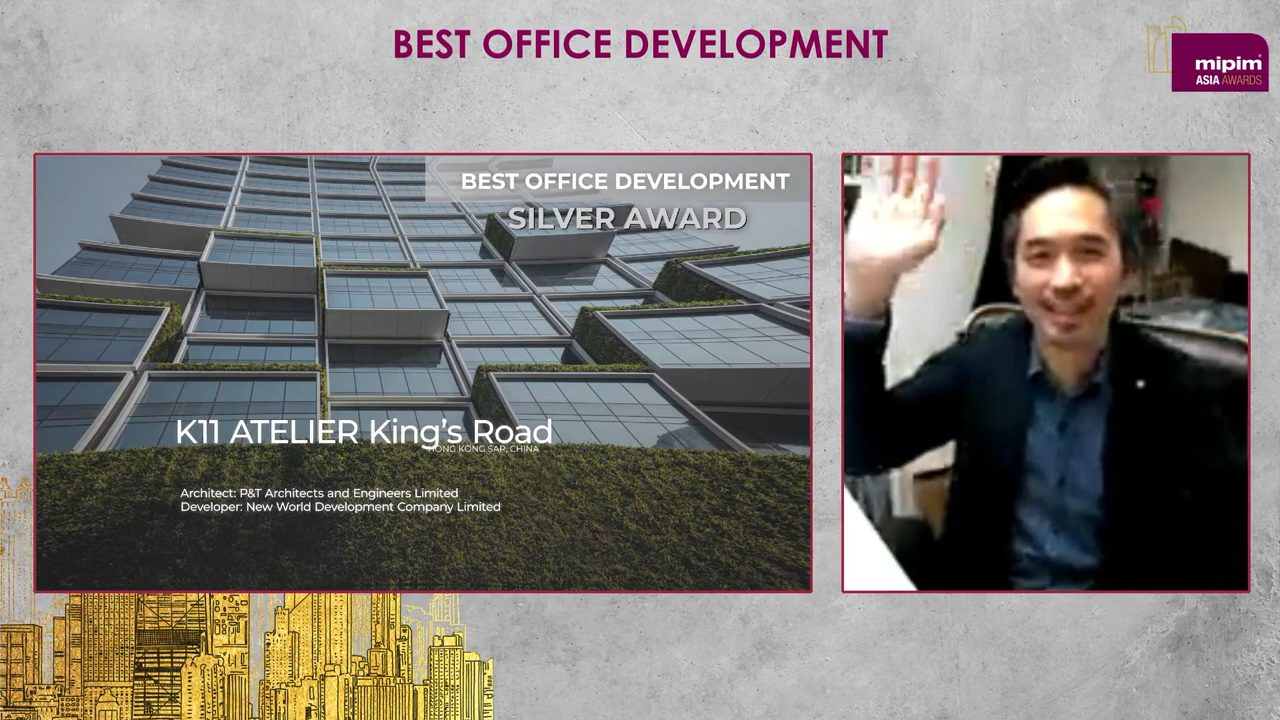 BEST OFFICE DEVELOPMENT
mipim®
ASIA AWARDS
BEST OFFICE DEVELOPMENT
SILVER AWARD
K11 ATELIER King's Road
HONG KONG SAR, CHINA
Architect: P&T Architects and Engineers Limited
Developer: New World Development Company Limited